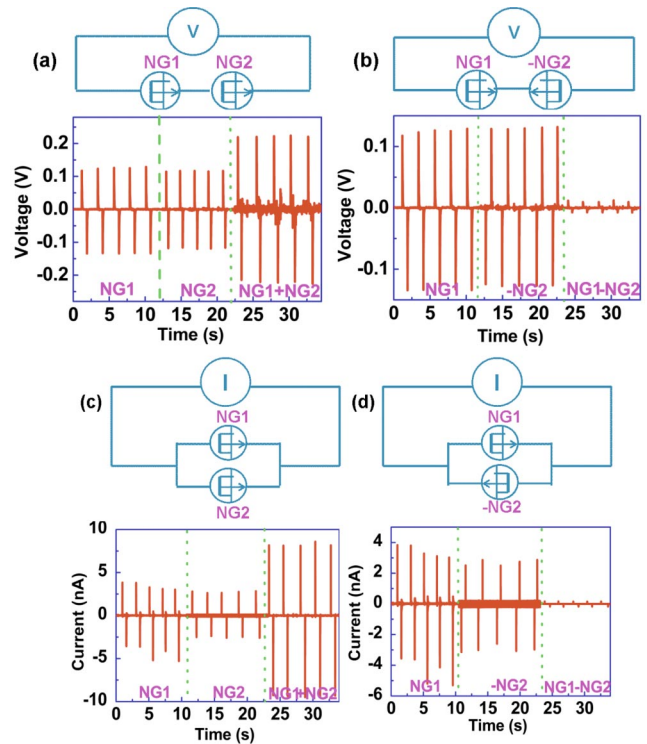 (a)
V
NG1 NG2
Voltage (V)
0.2
0.1
0.0
-0.1
-0.2
NG1 NG2 NG1+NG2
0 5 10 15 20 25 30
Time (s)
(b)
V
NG1 -NG2
Voltage (V)
0.1
0.0
-0.1
NG1 -NG2 NG1-NG2
0 5 10 15 20 25 30
Time (s)
(c)
I
NG1
NG2
Current (nA)
10
5
0
-5
-10
NG1 NG2 NG1+NG2
0 5 10 15 20 25 30
Time (s)
(d)
I
NG1
-NG2
Current (nA)
4
2
0
-2
-4
-6
NG1 -NG2 NG1-NG2
0 5 10 15 20 25 30
Time (s)